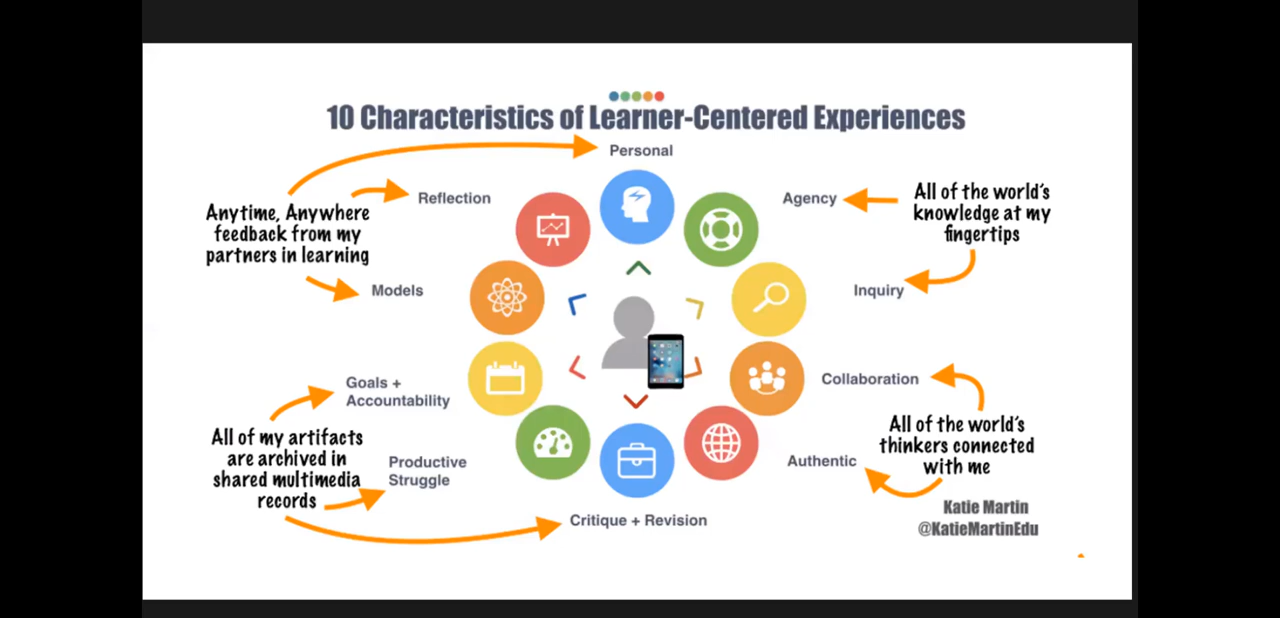 10 Characteristics of Learner-Centered Experiences
Personal
Reflection
Agency
All of the world's
knowledge at my
fingertips
Anytime, Anywhere
feedback from my
partners in learning
Models
Inquiry
Goals +
Accountability
Collaboration
All of my artifacts
are archived in
shared multimedia
records
All of the world's
thinkers connected
with me
Productive
Struggle
Authentic
Critique + Revision
Katie Martin
@KatieMartinEdu